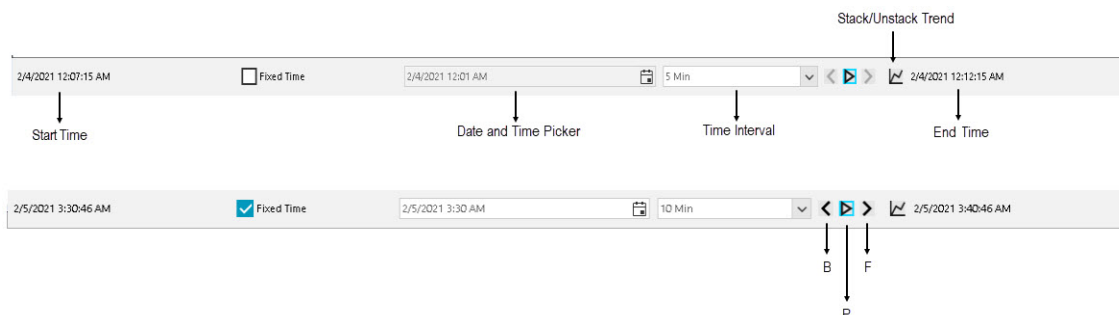 Stack/Unstack Trend
2/4/2021 12:07:15 AM Fixed Time 2/4/2021 12:01 AM 5 Min 2/4/2021 12:12:15 AM
Start Time Date and Time Picker Time Interval End Time
2/5/2021 3:30:46 AM Fixed Time 2/5/2021 3:30 AM 10 Min 2/5/2021 3:40:46 AM
B F